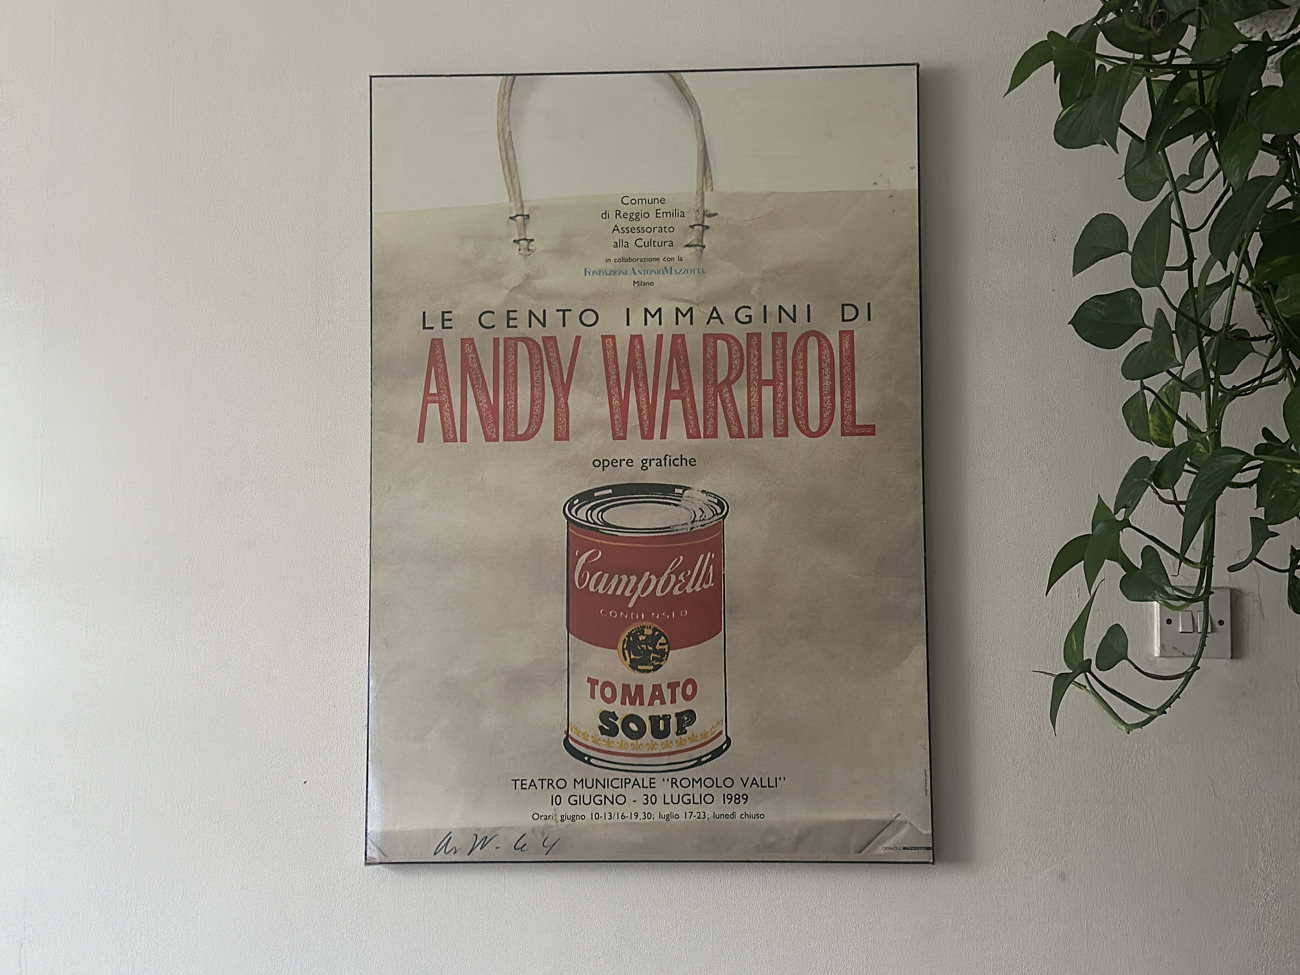 Comune
di Reggio Emilia
Assessorato
alla Cultura
in collaborazione con la
FONDAZIONE ANTONIO MAZZOTTA
Milano
LE CENTO IMMAGINI DI
ANDY WARHOL
opere grafiche
Campbell's
CONDENSED
TOMATO
SOUP
TEATRO MUNICIPALE "ROMOLO VALLI"
10 GIUGNO - 30 LUGLIO 1989
Orari: giugno 10-13/16-19,30; luglio 17-23; lunedì chiuso